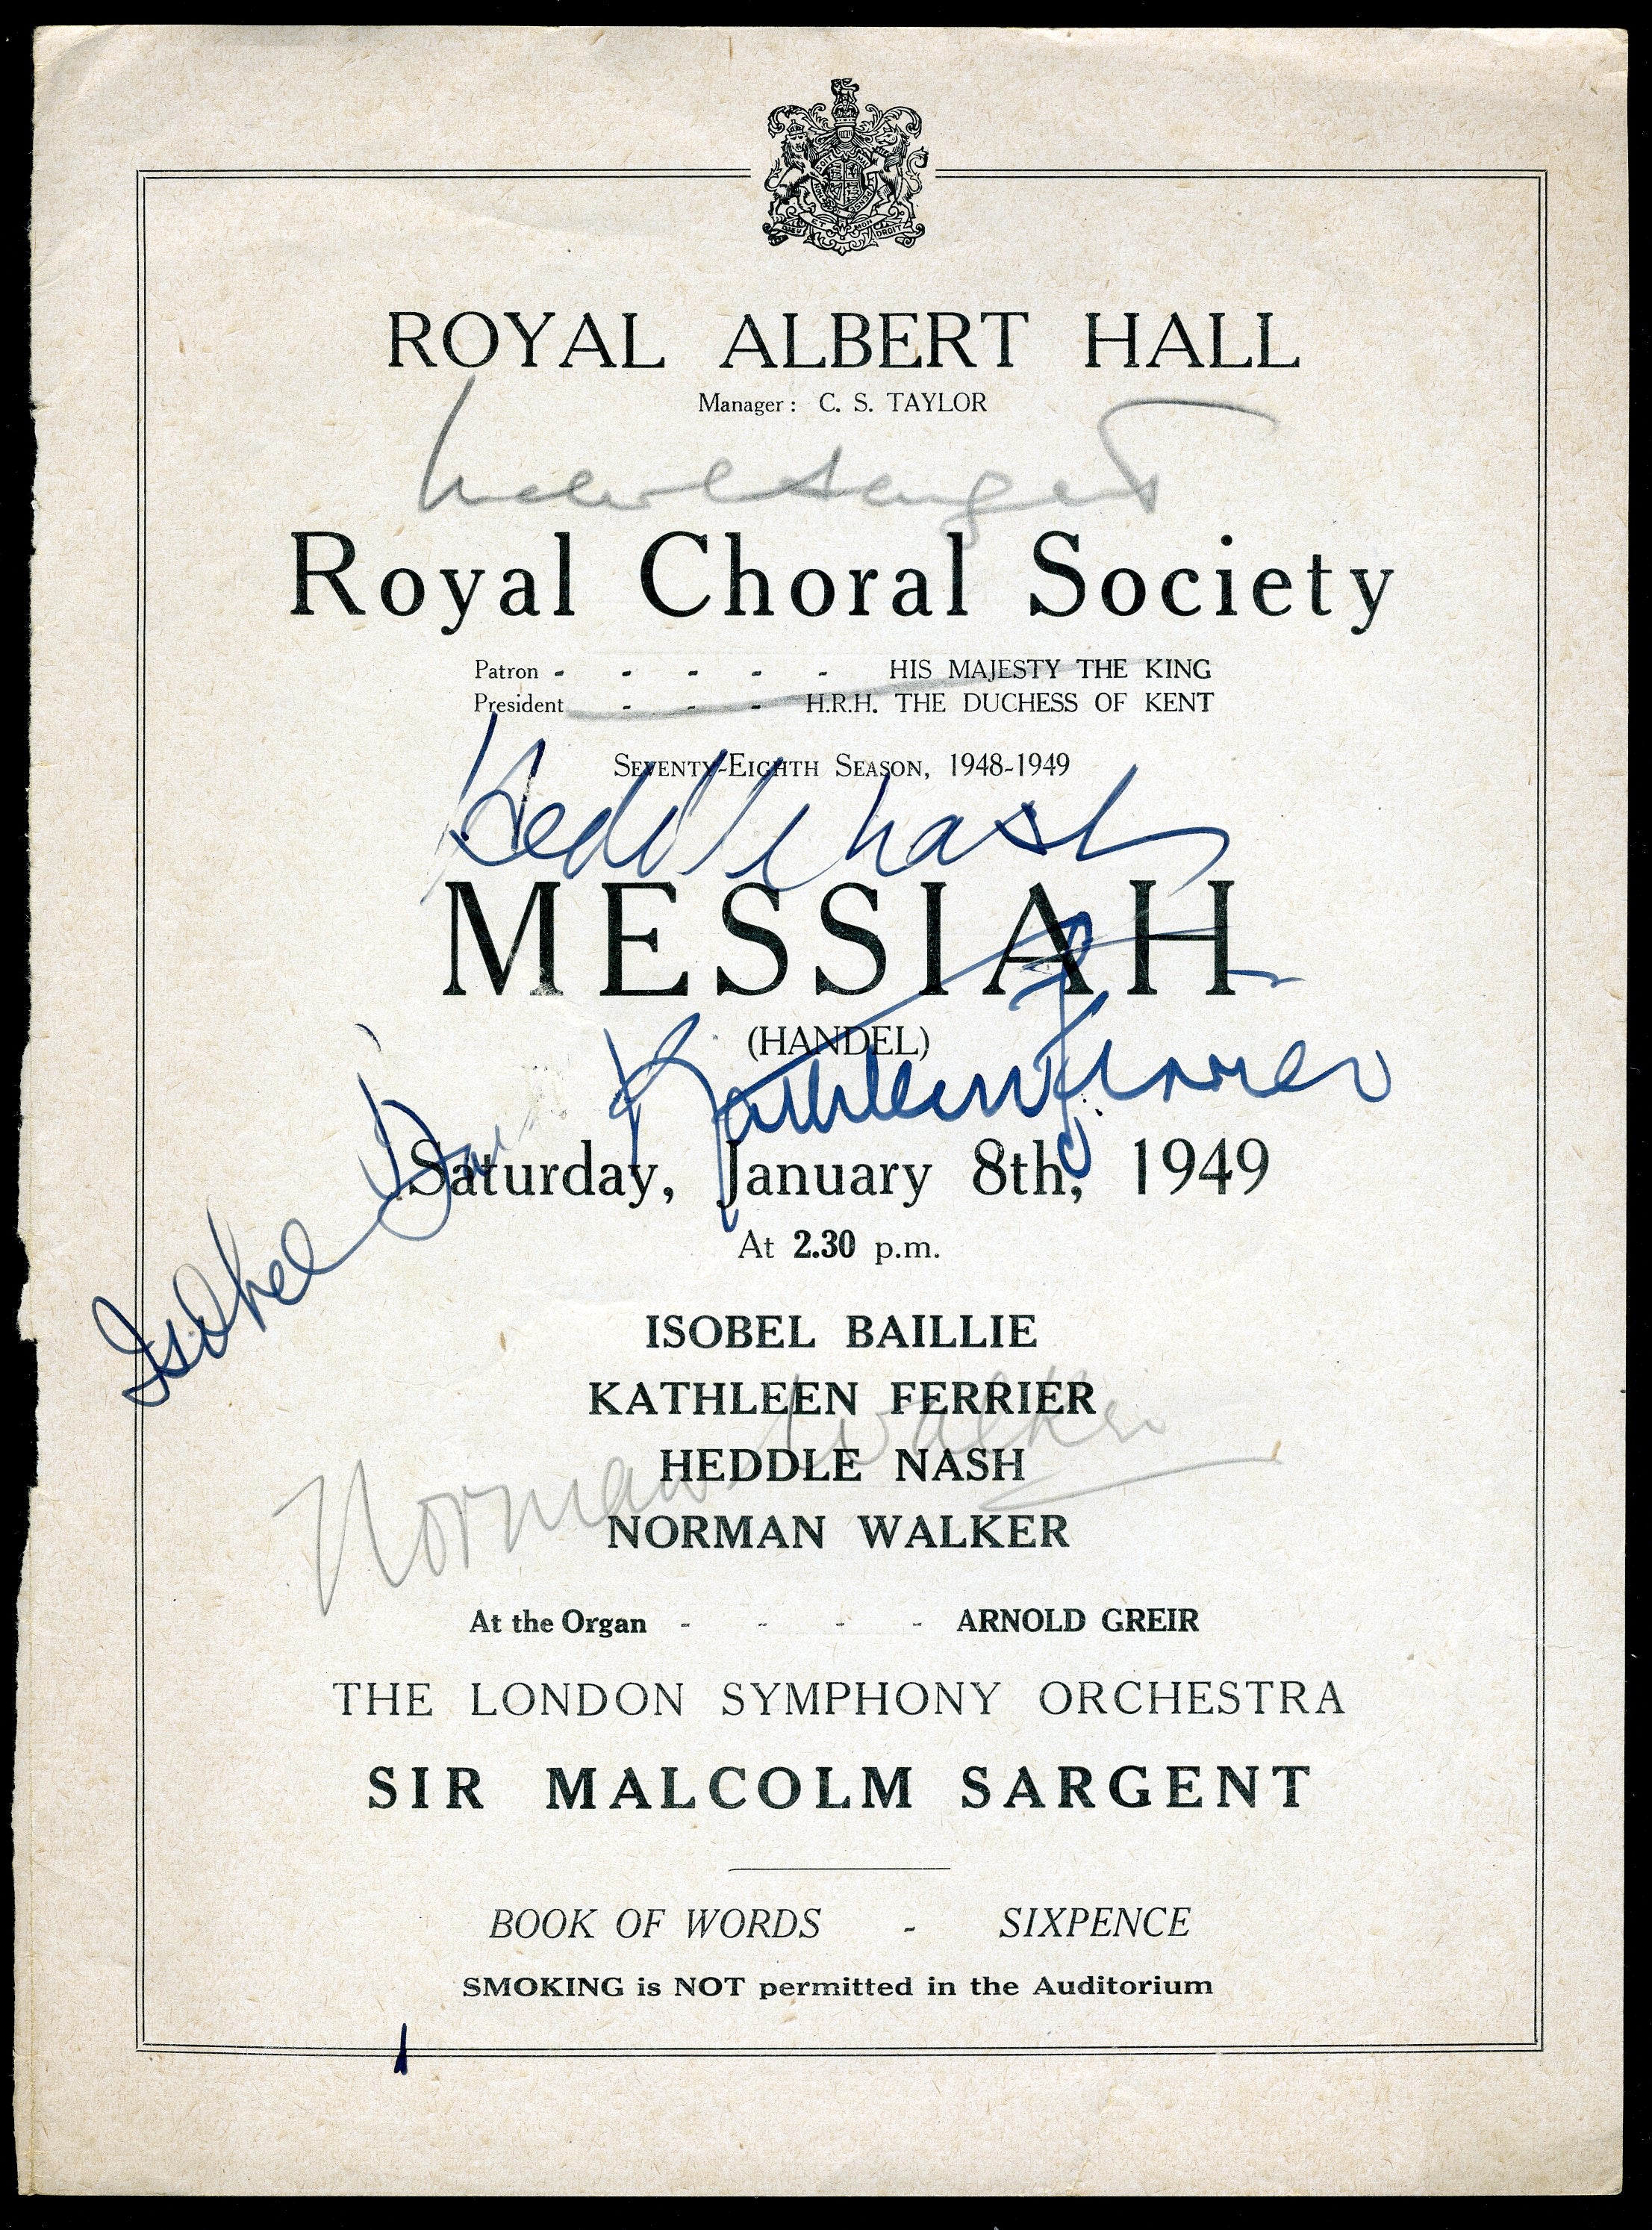 ROYAL ALBERT HALL
Manager: C. S. TAYLOR
Malcolm Sargent
Royal Choral Society
Patron - - - - - HIS MAJESTY THE KING
President - - - H.R.H. THE DUCHESS OF KENT
SEVENTY-EIGHTH SEASON, 1948-1949
Heddle Nash
MESSIAH
(HANDEL)
Kathleen Ferrier
Saturday, January 8th, 1949
At 2.30 p.m.
Isobel
ISOBEL BAILLIE
KATHLEEN FERRIER
HEDDLE NASH
Norman Walker
NORMAN WALKER
At the Organ - - - - ARNOLD GREIR
THE LONDON SYMPHONY ORCHESTRA
SIR MALCOLM SARGENT
BOOK OF WORDS - SIXPENCE
SMOKING is NOT permitted in the Auditorium